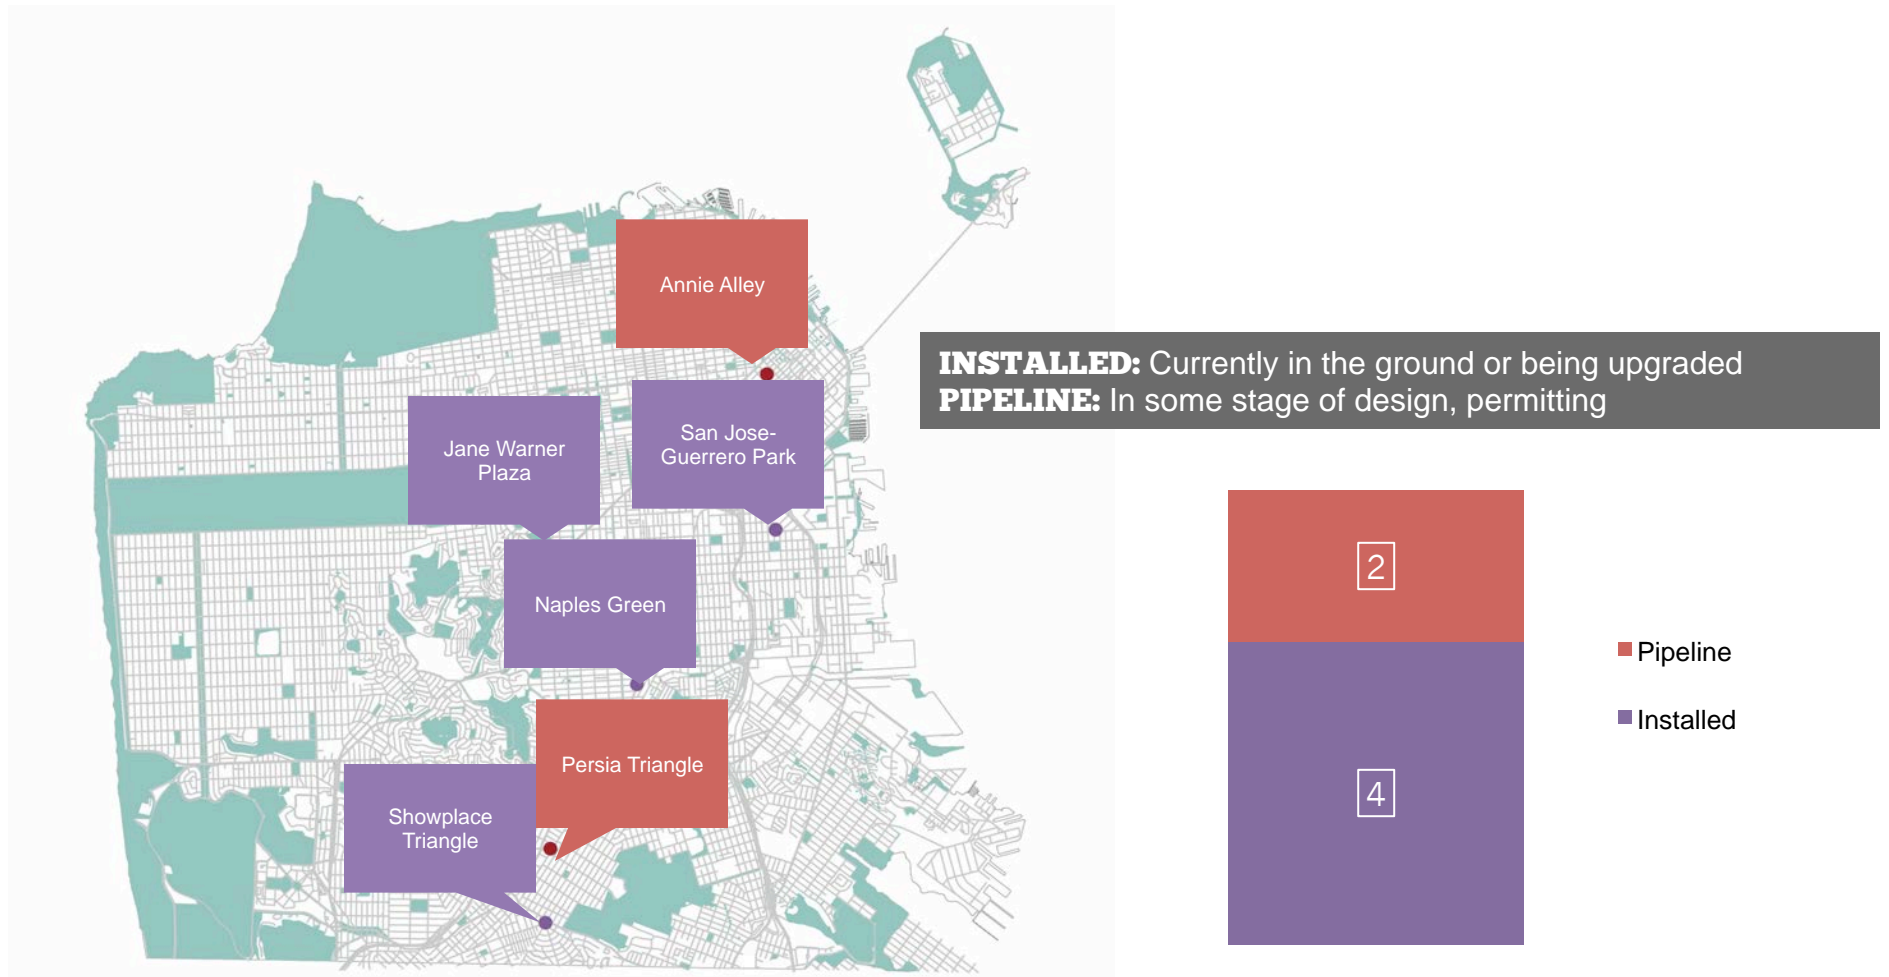 Annie Alley
INSTALLED: Currently in the ground or being upgraded
PIPELINE: In some stage of design, permitting
Jane Warner
Plaza
San Jose-
Guerrero Park
Naples Green
Persia Triangle
Showplace
Triangle
2
4
Pipeline
Installed